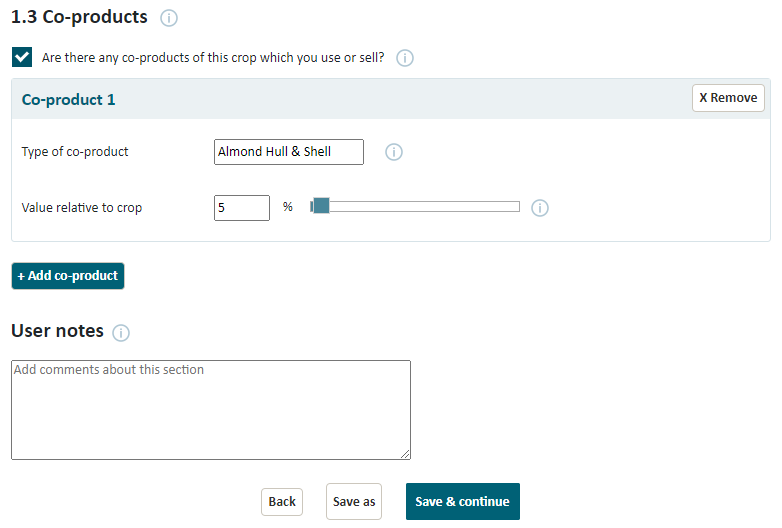 1.3 Co-products
Are there any co-products of this crop which you use or sell?
Co-product 1
X Remove
Type of co-product Almond Hull & Shell
Value relative to crop 5 %
+ Add co-product
User notes
Add comments about this section
Back Save as Save & continue